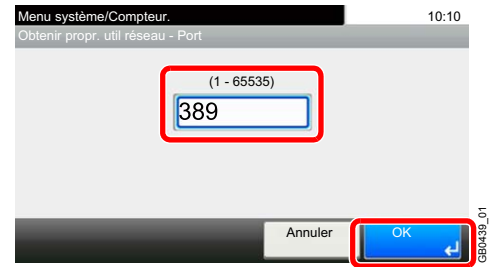 Menu système/Compteur. 10:10
Obtenir propr. util réseau - Port
(1 - 65535)
389
Annuler OK
GB0439_01